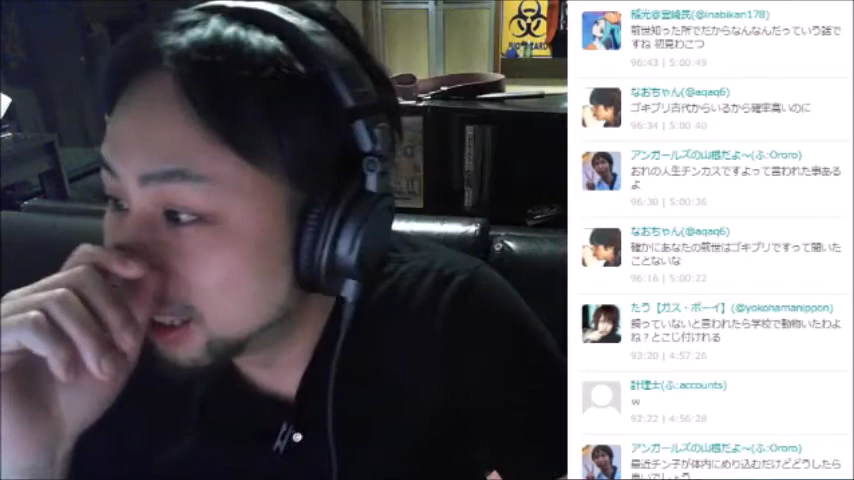 BIOHAZARD
稲光@宮崎民(@inabikari178)
前世知った所でだからなんなんだっていう話で
すね 初見わこつ
96:43 | 5:00:49
なおちゃん(@aqaq6)
ゴキブリ古代からいるから確率高いのに
96:34 | 5:00:40
アンガールズの山根だよ〜(ふ:Ororo)
おれの人生チンカスですよって言われた事ある
よ
96:30 | 5:00:36
なおちゃん(@aqaq6)
確かにあなたの前世はゴキブリですって聞いた
ことないな
96:16 | 5:00:22
たう【ガス・ボーイ】(@yokohamanippon)
飼っていないと言われたら学校で動物いたわよ
ね？とこじ付けれる
93:20 | 4:57:26
計理士(ふ:accounts)
w
92:22 | 4:56:28
アンガールズの山根だよ〜(ふ:Ororo)
最近チン子が体内にめり込むだけどどうしたら
良いでしょう